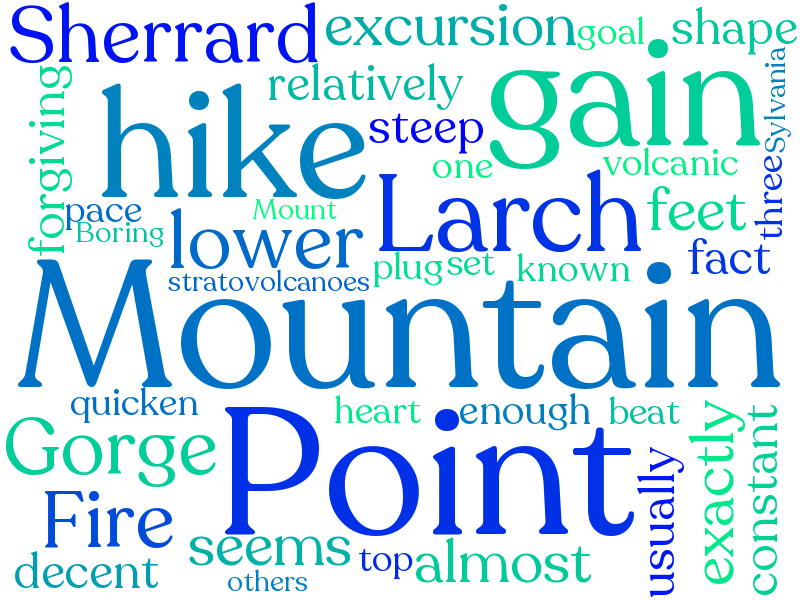 Sherrard
excursion
goal
shape
relatively
hike
gain
Sylvania
forgiving
steep
one
volcanic
three
Larch
feet
pace
Mount
Boring
lower
fact
plug
set
known
stratovolcanoes
Mountain
quicken
heart
enough
beat
exactly
constant
Point
Gorge
usually
Fire
seems
top
almost
decent
others